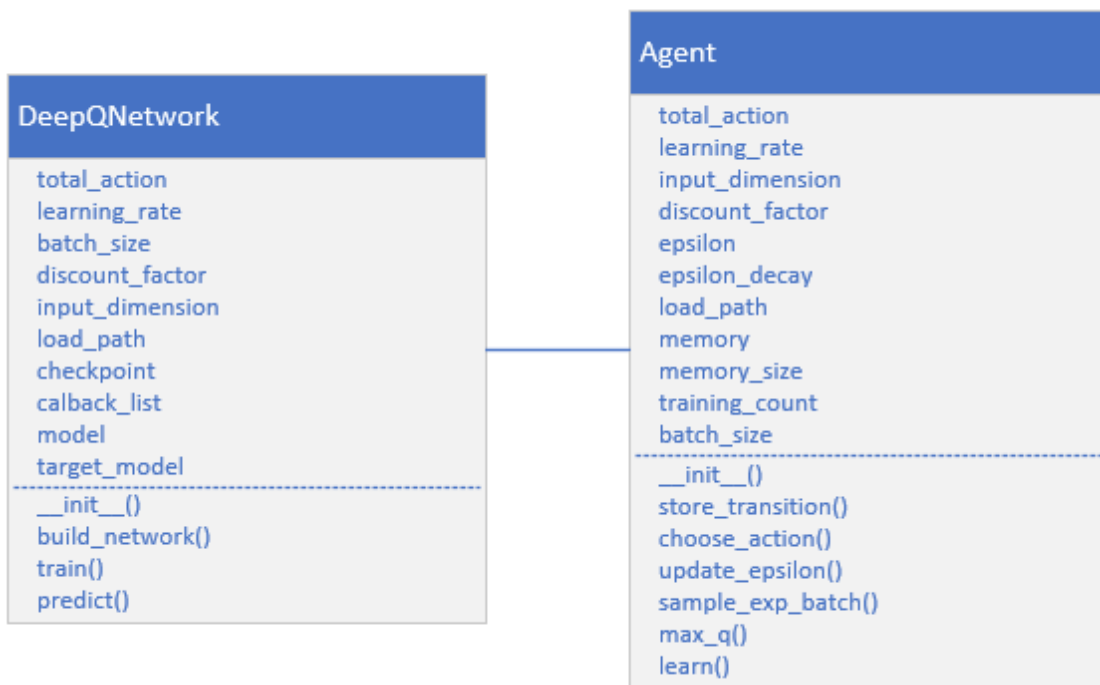 DeepQNetwork
total_action
learning_rate
batch_size
discount_factor
input_dimension
load_path
checkpoint
calback_list
model
target_model
__init__()
build_network()
train()
predict()
Agent
total_action
learning_rate
input_dimension
discount_factor
epsilon
epsilon_decay
load_path
memory
memory_size
training_count
batch_size
__init__()
store_transition()
choose_action()
update_epsilon()
sample_exp_batch()
max_q()
learn()